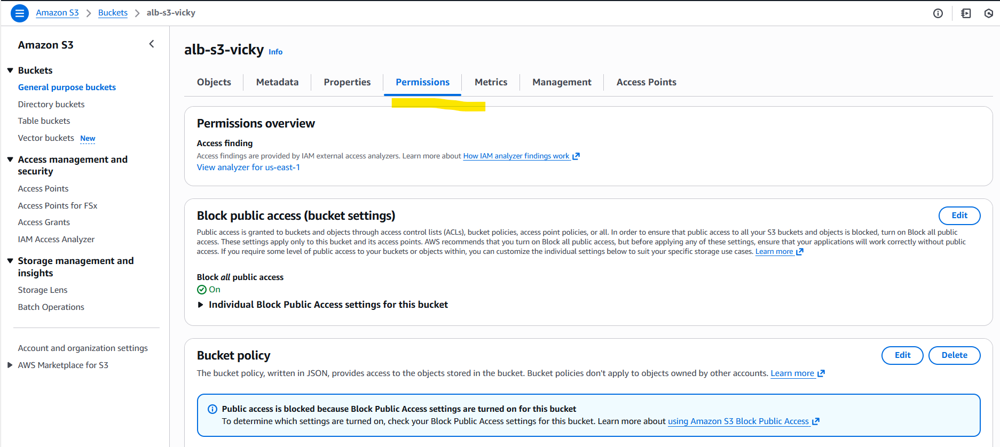 Amazon S3 > Buckets > alb-s3-vicky
Amazon S3
Buckets
General purpose buckets
Directory buckets
Table buckets
Vector buckets New
Access management and
security
Access Points
Access Points for FSx
Access Grants
IAM Access Analyzer
Storage management and
insights
Storage Lens
Batch Operations
Account and organization settings
AWS Marketplace for S3
alb-s3-vicky Info
Objects Metadata Properties Permissions Metrics Management Access Points
Permissions overview
Access finding
Access findings are provided by IAM external access analyzers. Learn more about How IAM analyzer findings work
View analyzer for us-east-1
Block public access (bucket settings)
Edit
Public access is granted to buckets and objects through access control lists (ACLs), bucket policies, access point policies, or all. In order to ensure that public access to all your S3 buckets and objects is blocked, turn on Block all public
access. These settings apply only to this bucket and its access points. AWS recommends that you turn on Block all public access, but before applying any of these settings, ensure that your applications will work correctly without public
access. If you require some level of public access to your buckets or objects within, you can customize the individual settings below to suit your specific storage use cases. Learn more
Block all public access
On
Individual Block Public Access settings for this bucket
Bucket policy
Edit Delete
The bucket policy, written in JSON, provides access to the objects stored in the bucket. Bucket policies don't apply to objects owned by other accounts. Learn more
Public access is blocked because Block Public Access settings are turned on for this bucket
To determine which settings are turned on, check your Block Public Access settings for this bucket. Learn more about using Amazon S3 Block Public Access